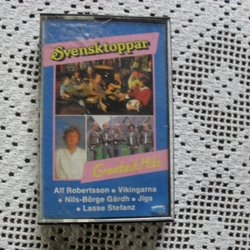 Svensktoppar
Greatest Hits
Alf Robertsson • Vikingarna
• Nils-Börge Gårdh • Jigs
• Lasse Stefanz